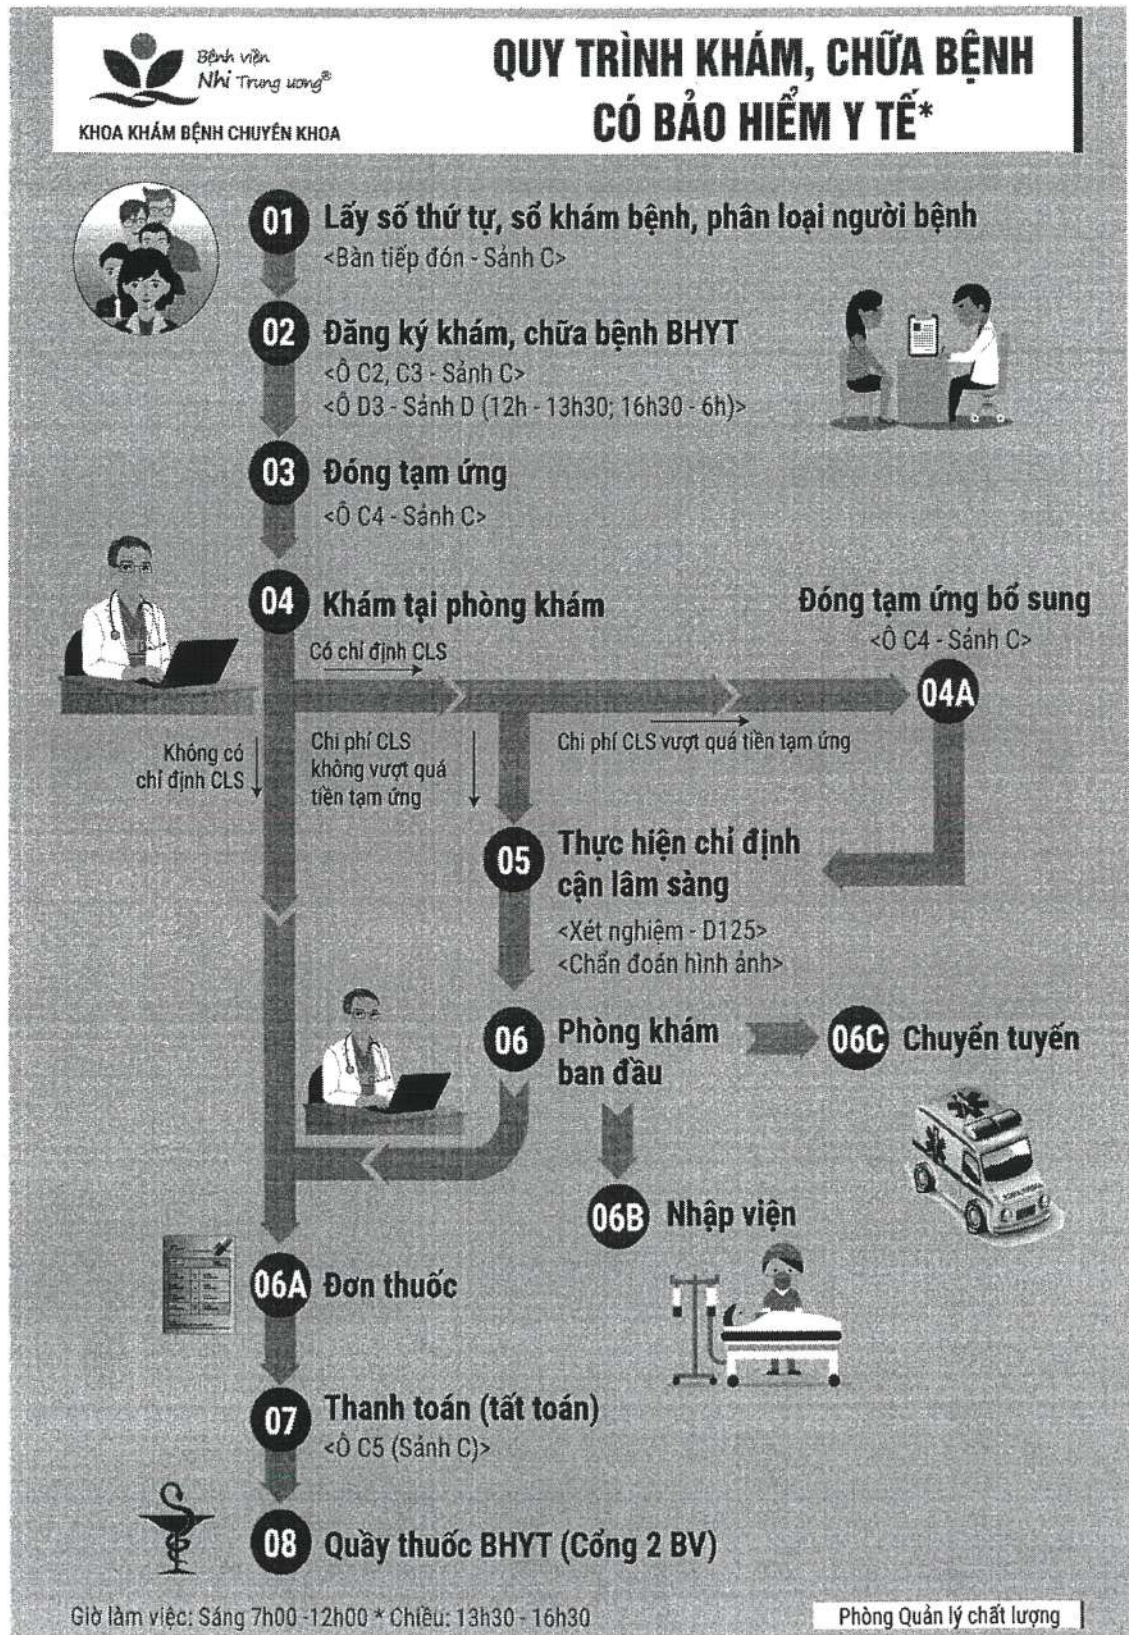 Bệnh viện
Nhi Trung ương®
KHOA KHÁM BỆNH CHUYÊN KHOA
QUY TRÌNH KHÁM, CHỮA BỆNH
CÓ BẢO HIỂM Y TẾ*
01 Lấy số thứ tự, sổ khám bệnh, phân loại người bệnh
<Bàn tiếp đón - Sảnh C>
02 Đăng ký khám, chữa bệnh BHYT
<Ô C2, C3 - Sảnh C>
<Ô D3 - Sảnh D (12h - 13h30; 16h30 - 6h)>
03 Đóng tạm ứng
<Ô C4 - Sảnh C>
04 Khám tại phòng khám
Đóng tạm ứng bổ sung
<Ô C4 - Sảnh C>
04A
Có chỉ định CLS
Không có
chỉ định CLS
Chi phí CLS
không vượt quá
tiền tạm ứng
Chi phí CLS vượt quá tiền tạm ứng
05 Thực hiện chỉ định
cận lâm sàng
<Xét nghiệm - D125>
<Chẩn đoán hình ảnh>
06 Phòng khám
ban đầu
06C Chuyển tuyến
06B Nhập viện
06A Đơn thuốc
07 Thanh toán (tất toán)
<Ô C5 (Sảnh C)>
08 Quầy thuốc BHYT (Cổng 2 BV)
Giờ làm việc: Sáng 7h00 -12h00 * Chiều: 13h30 - 16h30
Phòng Quản lý chất lượng